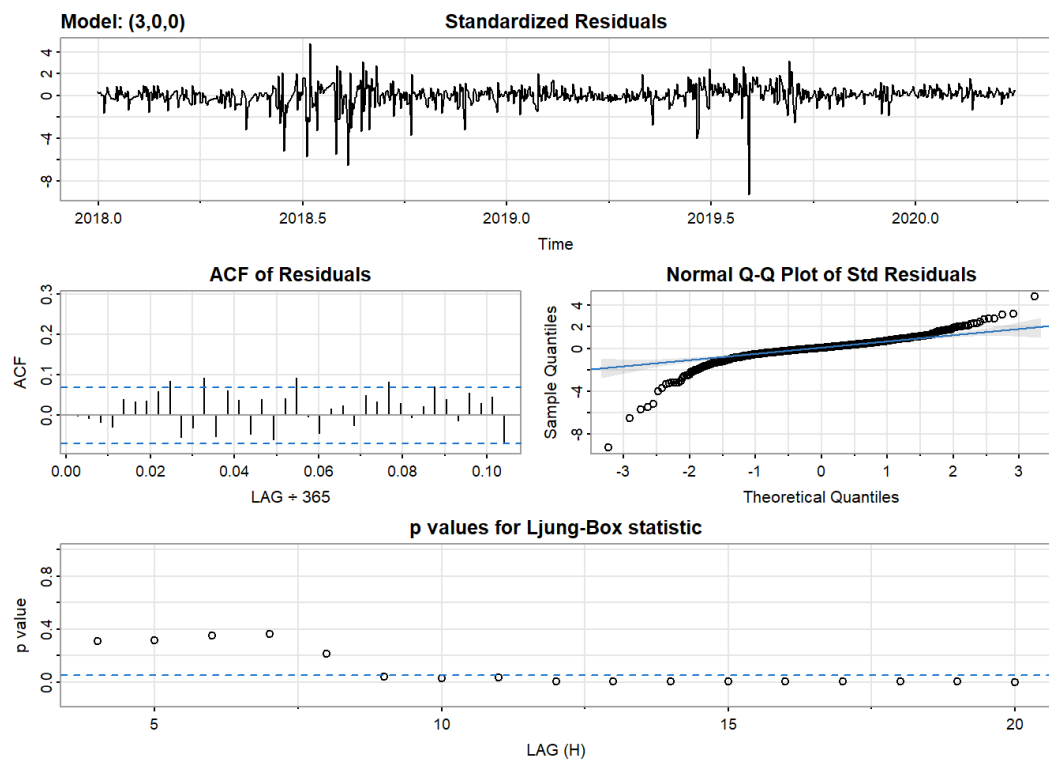 Model: (3,0,0) Standardized Residuals
4
2
0
-4
-8
2018.0 2018.5 2019.0 2019.5 2020.0
Time
ACF of Residuals
0.3
0.2
0.1
0.0
ACF
0.00 0.02 0.04 0.06 0.08 0.10
LAG ÷ 365
Normal Q-Q Plot of Std Residuals
4
2
0
-4
-8
Sample Quantiles
-3 -2 -1 0 1 2 3
Theoretical Quantiles
p values for Ljung-Box statistic
0.8
0.4
0.0
p value
5 10 15 20
LAG (H)